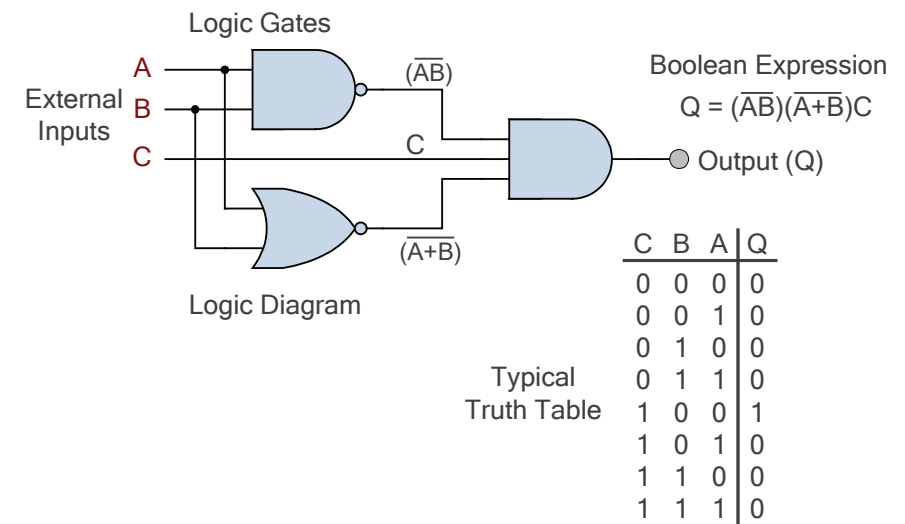 Logic Gates
A
External
Inputs
B
C
(A̅B̅)
C
(A̅+̅B̅)
Logic Diagram
Boolean Expression
Q = (A̅B̅)(A̅+̅B̅)C
Output (Q)
C B A Q
0 0 0 0
0 0 1 0
0 1 0 0
0 1 1 0
1 0 0 1
1 0 1 0
1 1 0 0
1 1 1 0
Typical
Truth Table